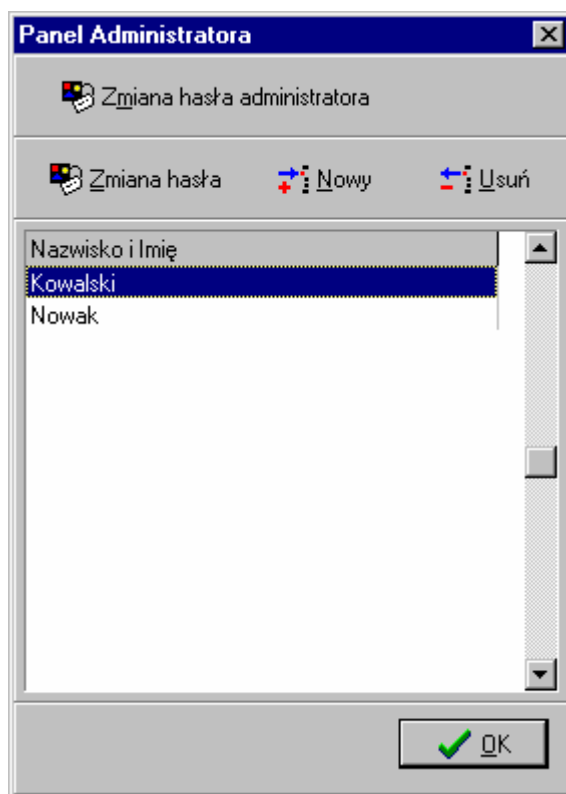 Panel Administratora
Zmiana hasła administratora
Zmiana hasła Nowy Usuń
Nazwisko i Imię
Kowalski
Nowak
OK